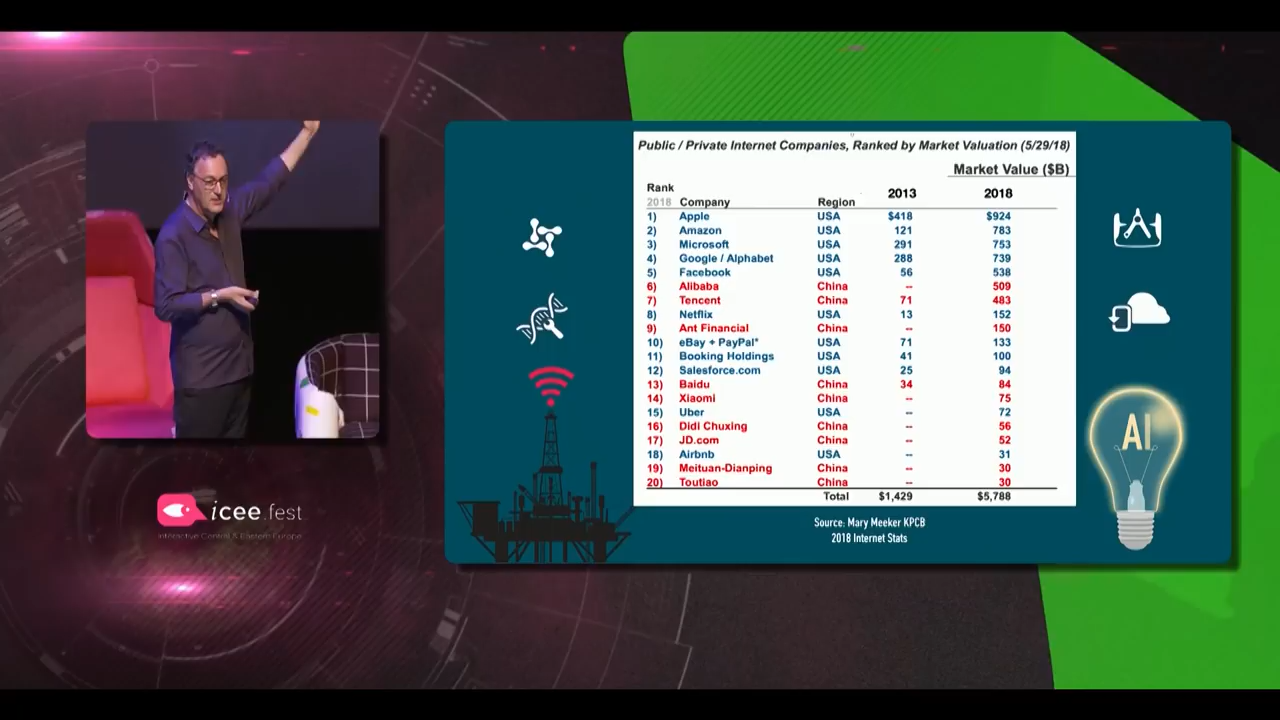 Public / Private Internet Companies, Ranked by Market Valuation (5/29/18)
Market Value ($B)
Rank
2018 Company Region 2013 2018
1) Apple USA $418 $924
2) Amazon USA 121 783
3) Microsoft USA 291 753
4) Google / Alphabet USA 288 739
5) Facebook USA 56 538
6) Alibaba China -- 509
7) Tencent China 71 483
8) Netflix USA 13 152
9) Ant Financial China -- 150
10) eBay + PayPal* USA 71 133
11) Booking Holdings USA 41 100
12) Salesforce.com USA 25 94
13) Baidu China 34 84
14) Xiaomi China -- 75
15) Uber USA -- 72
16) Didi Chuxing China -- 56
17) JD.com China -- 52
18) Airbnb USA -- 31
19) Meituan-Dianping China -- 30
20) Toutiao China -- 30
Total $1,429 $5,788
Source: Mary Meeker KPCB
2018 Internet Stats
AI
icee.fest
Interactive Central & Eastern Europe